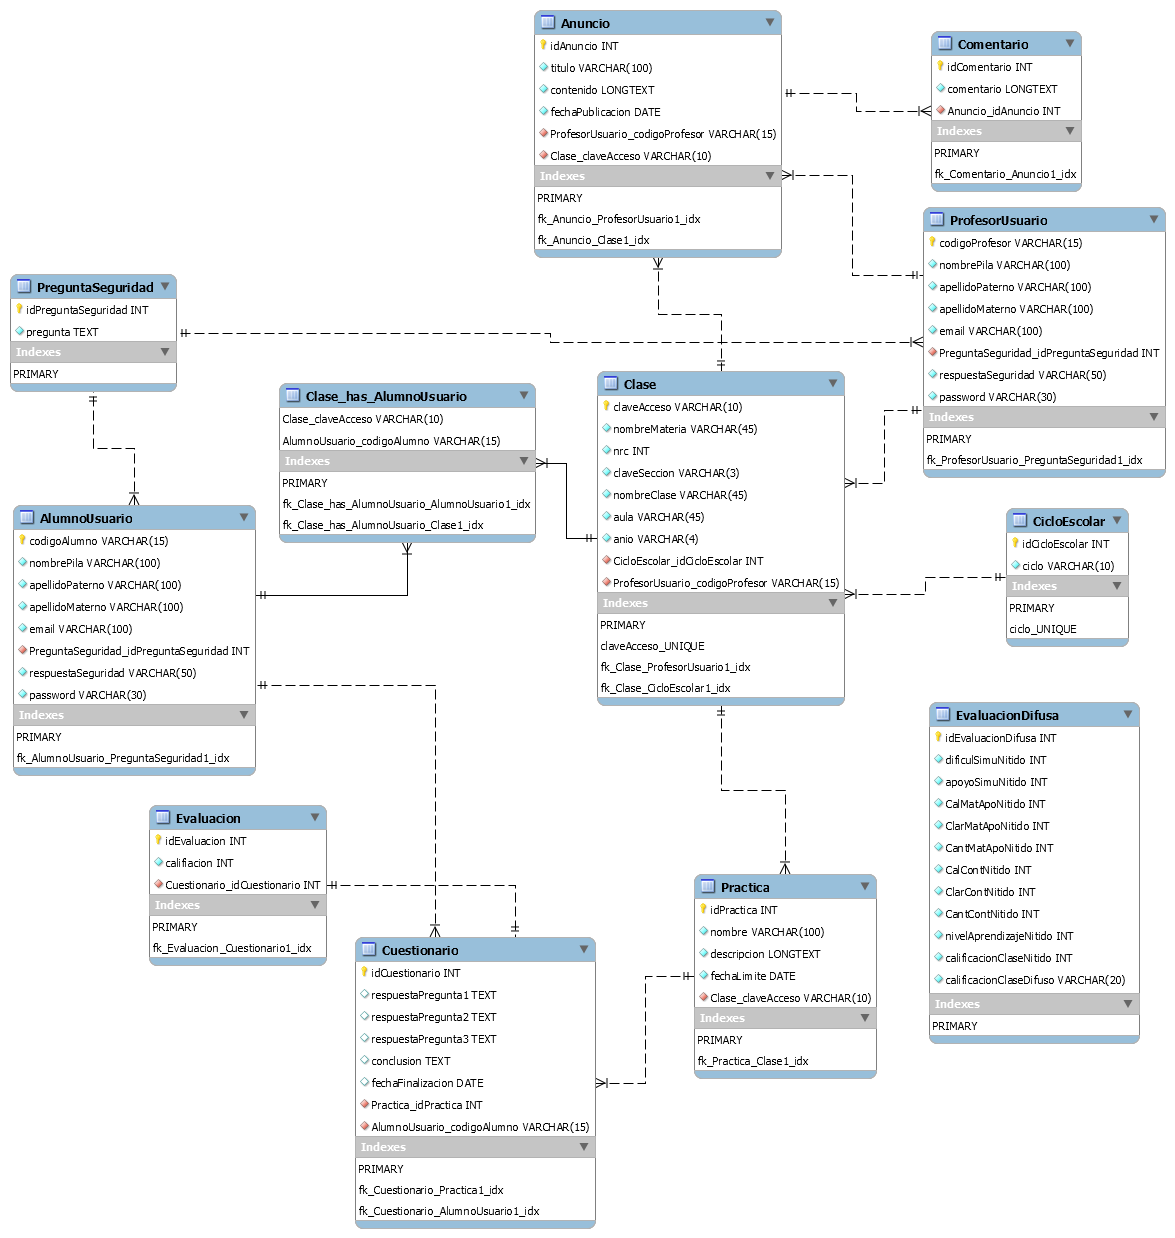 Anuncio
idAnuncio INT
titulo VARCHAR(100)
contenido LONGTEXT
fechaPublicacion DATE
ProfesorUsuario_codigoProfesor VARCHAR(15)
Clase_claveAcceso VARCHAR(10)
Indexes
PRIMARY
fk_Anuncio_ProfesorUsuario1_idx
fk_Anuncio_Clase1_idx
Comentario
idComentario INT
comentario LONGTEXT
Anuncio_idAnuncio INT
Indexes
PRIMARY
fk_Comentario_Anuncio1_idx
ProfesorUsuario
codigoProfesor VARCHAR(15)
nombrePila VARCHAR(100)
apellidoPaterno VARCHAR(100)
apellidoMaterno VARCHAR(100)
email VARCHAR(100)
PreguntaSeguridad_idPreguntaSeguridad INT
respuestaSeguridad VARCHAR(50)
password VARCHAR(30)
Indexes
PRIMARY
fk_ProfesorUsuario_PreguntaSeguridad1_idx
PreguntaSeguridad
idPreguntaSeguridad INT
pregunta TEXT
Indexes
PRIMARY
Clase_has_AlumnoUsuario
Clase_claveAcceso VARCHAR(10)
AlumnoUsuario_codigoAlumno VARCHAR(15)
Indexes
PRIMARY
fk_Clase_has_AlumnoUsuario_AlumnoUsuario1_idx
fk_Clase_has_AlumnoUsuario_Clase1_idx
Clase
claveAcceso VARCHAR(10)
nombreMateria VARCHAR(45)
nrc INT
claveSeccion VARCHAR(3)
nombreClase VARCHAR(45)
aula VARCHAR(45)
anio VARCHAR(4)
CicloEscolar_idCicloEscolar INT
ProfesorUsuario_codigoProfesor VARCHAR(15)
Indexes
PRIMARY
claveAcceso_UNIQUE
fk_Clase_ProfesorUsuario1_idx
fk_Clase_CicloEscolar1_idx
AlumnoUsuario
codigoAlumno VARCHAR(15)
nombrePila VARCHAR(100)
apellidoPaterno VARCHAR(100)
apellidoMaterno VARCHAR(100)
email VARCHAR(100)
PreguntaSeguridad_idPreguntaSeguridad INT
respuestaSeguridad VARCHAR(50)
password VARCHAR(30)
Indexes
PRIMARY
fk_AlumnoUsuario_PreguntaSeguridad1_idx
CicloEscolar
idCicloEscolar INT
ciclo VARCHAR(10)
Indexes
PRIMARY
ciclo_UNIQUE
EvaluacionDifusa
idEvaluacionDifusa INT
dificulSimuNitido INT
apoyoSimuNitido INT
CalMatApoNitido INT
ClarMatApoNitido INT
CantMatApoNitido INT
CalContNitido INT
ClarContNitido INT
CantContNitido INT
nivelAprendizajeNitido INT
calificacionClaseNitido INT
calificacionClaseDifuso VARCHAR(20)
Indexes
PRIMARY
Evaluacion
idEvaluacion INT
califiacion INT
Cuestionario_idCuestionario INT
Indexes
PRIMARY
fk_Evaluacion_Cuestionario1_idx
Practica
idPractica INT
nombre VARCHAR(100)
descripcion LONGTEXT
fechaLimite DATE
Clase_claveAcceso VARCHAR(10)
Indexes
PRIMARY
fk_Practica_Clase1_idx
Cuestionario
idCuestionario INT
respuestaPregunta1 TEXT
respuestaPregunta2 TEXT
respuestaPregunta3 TEXT
conclusion TEXT
fechaFinalizacion DATE
Practica_idPractica INT
AlumnoUsuario_codigoAlumno VARCHAR(15)
Indexes
PRIMARY
fk_Cuestionario_Practica1_idx
fk_Cuestionario_AlumnoUsuario1_idx